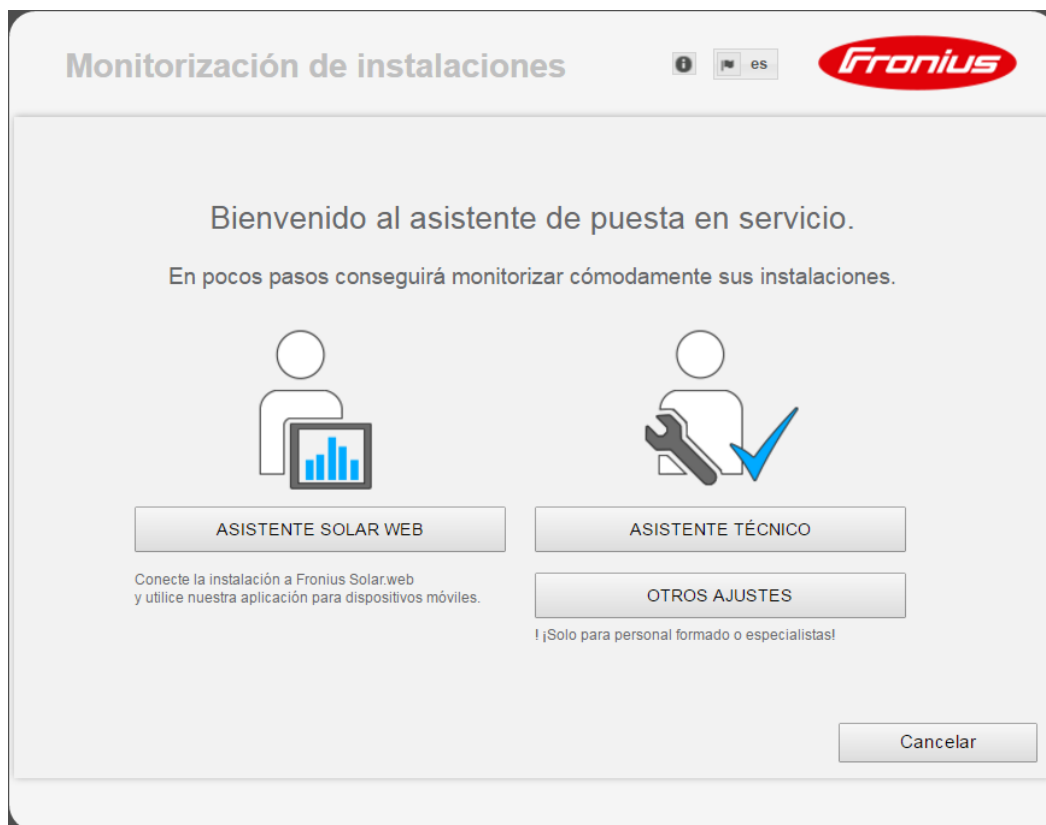 Monitorización de instalaciones
es
Fronius
Bienvenido al asistente de puesta en servicio.
En pocos pasos conseguirá monitorizar cómodamente sus instalaciones.
ASISTENTE SOLAR WEB
Conecte la instalación a Fronius Solar.web
y utilice nuestra aplicación para dispositivos móviles.
ASISTENTE TÉCNICO
OTROS AJUSTES
! ¡Solo para personal formado o especialistas!
Cancelar